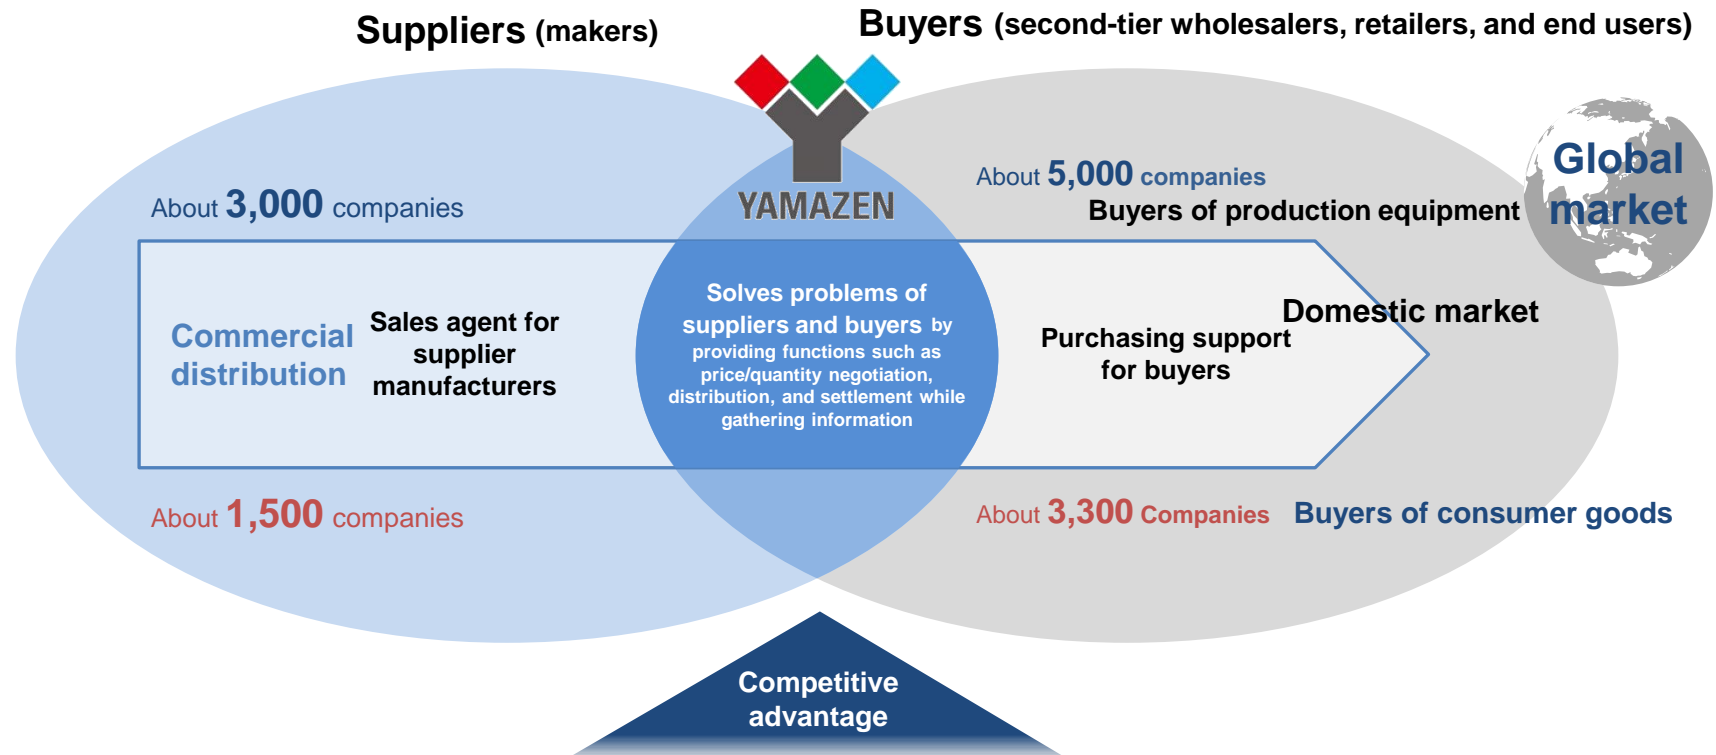 Suppliers (makers)
Buyers (second-tier wholesalers, retailers, and end users)
YAMAZEN
About 3,000 companies
About 5,000 companies
Buyers of production equipment
Global
market
Commercial
distribution
Sales agent for
supplier
manufacturers
Solves problems of
suppliers and buyers by
providing functions such as
price/quantity negotiation,
distribution, and settlement while
gathering information
Purchasing support
for buyers
Domestic market
About 1,500 companies
About 3,300 Companies
Buyers of consumer goods
Competitive
advantage